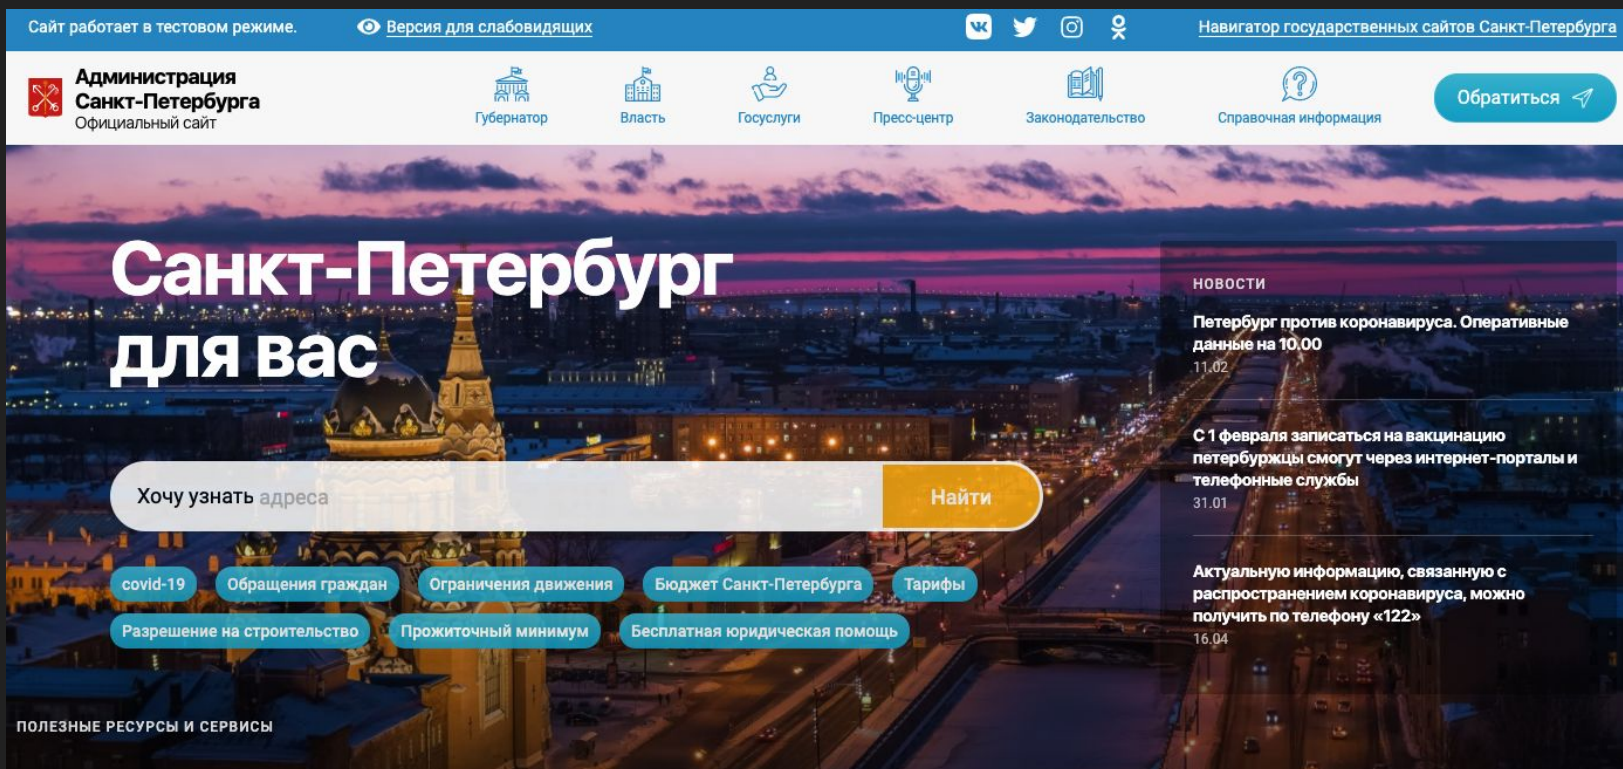 Сайт работает в тестовом режиме.
Версия для слабовидящих
Навигатор государственных сайтов Санкт-Петербурга
Администрация
Санкт-Петербурга
Официальный сайт
Губернатор
Власть
Госуслуги
Пресс-центр
Законодательство
Справочная информация
Обратиться
Санкт-Петербург
для вас
Хочу узнать адреса
Найти
covid-19
Обращения граждан
Ограничения движения
Бюджет Санкт-Петербурга
Тарифы
Разрешение на строительство
Прожиточный минимум
Бесплатная юридическая помощь
НОВОСТИ
Петербург против коронавируса. Оперативные
данные на 10.00
11.02
С 1 февраля записаться на вакцинацию
петербуржцы смогут через интернет-порталы и
телефонные службы
31.01
Актуальную информацию, связанную с
распространением коронавируса, можно
получить по телефону «122»
16.04
ПОЛЕЗНЫЕ РЕСУРСЫ И СЕРВИСЫ